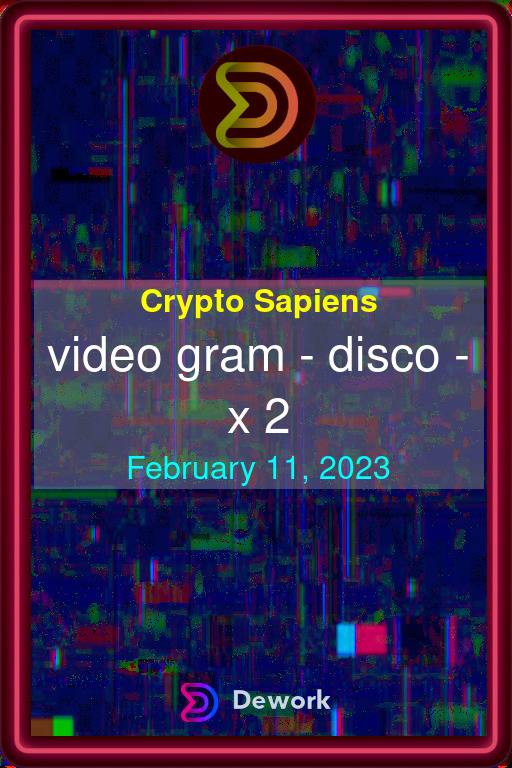 Crypto Sapiens
video gram - disco -
x 2
February 11, 2023
Dework